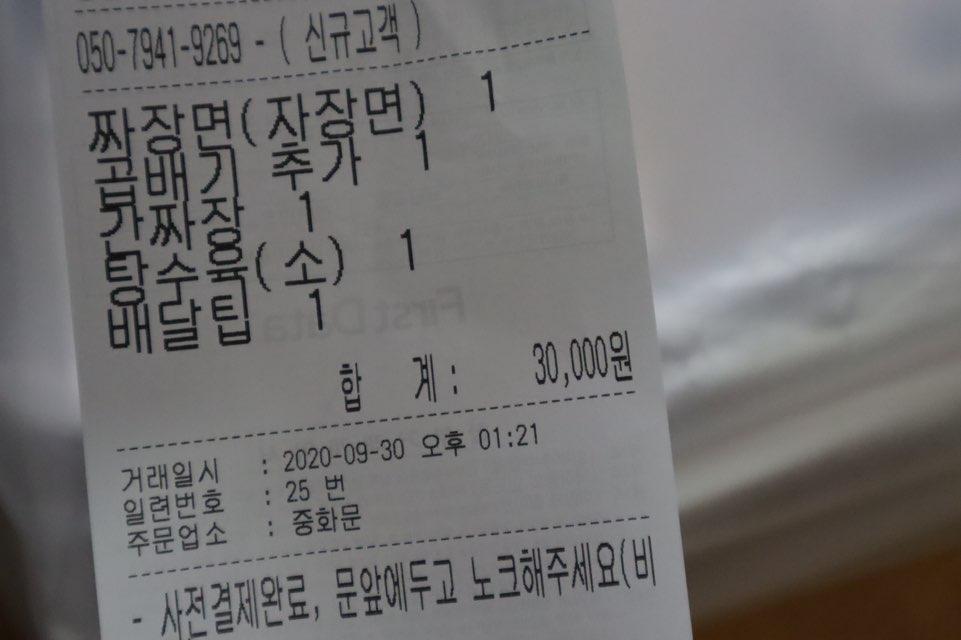 050-7941-9269 - ( 신규고객 )
짜장면(자장면) 1
곱배기 추가 1
간짜장 1
탕수육(소) 1
배달팁 1
합 계 : 30,000원
거래일시 : 2020-09-30 오후 01:21
일련번호 : 25 번
주문업소 : 중화문
- 사전결제완료, 문앞에두고 노크해주세요(비
First Data